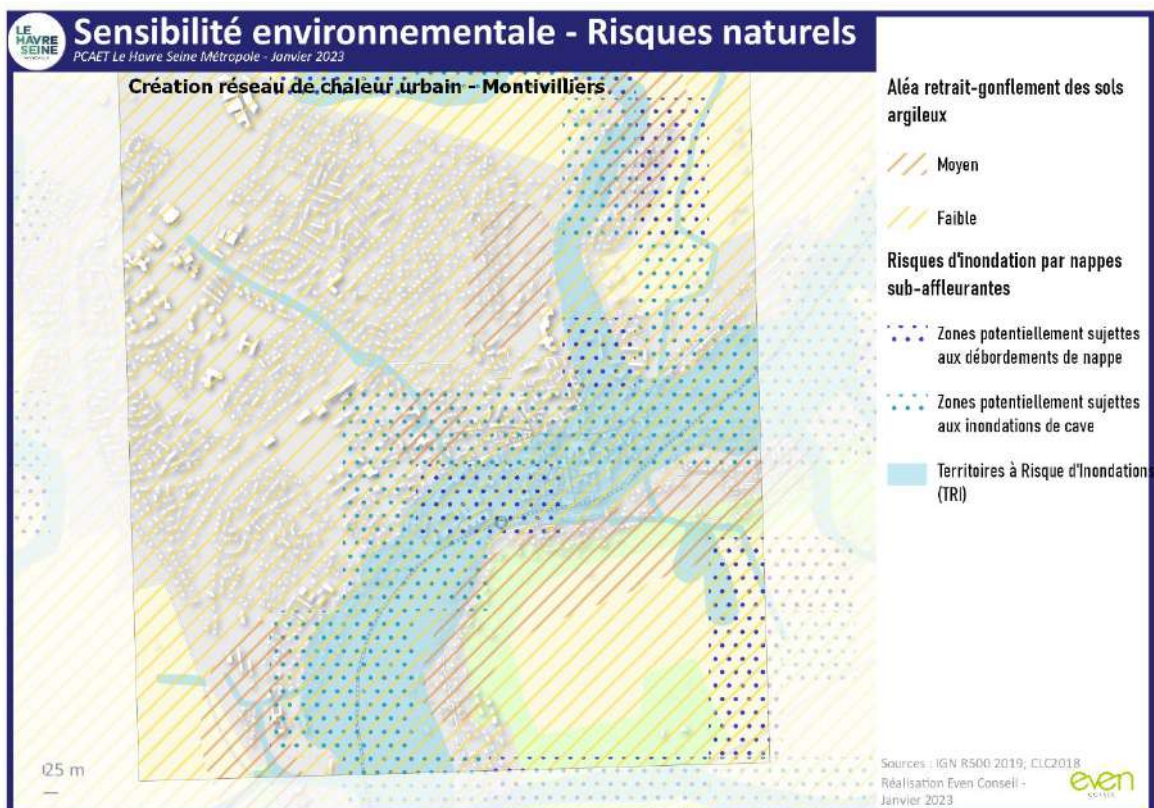 LE
HAVRE
SEINE
Sensibilité environnementale - Risques naturels
PCAET Le Havre Seine Métropole - Janvier 2023
Création réseau de chaleur urbain - Montivilliers
Aléa retrait-gonflement des sols
argileux
Moyen
Faible
Risques d'inondation par nappes
sub-affleurantes
Zones potentiellement sujettes
aux débordements de nappe
Zones potentiellement sujettes
aux inondations de cave
Territoires à Risque d'Inondations
(TRI)
25 m
Sources : IGN R500 2019; CLC2018
Réalisation Even Conseil -
Janvier 2023
even